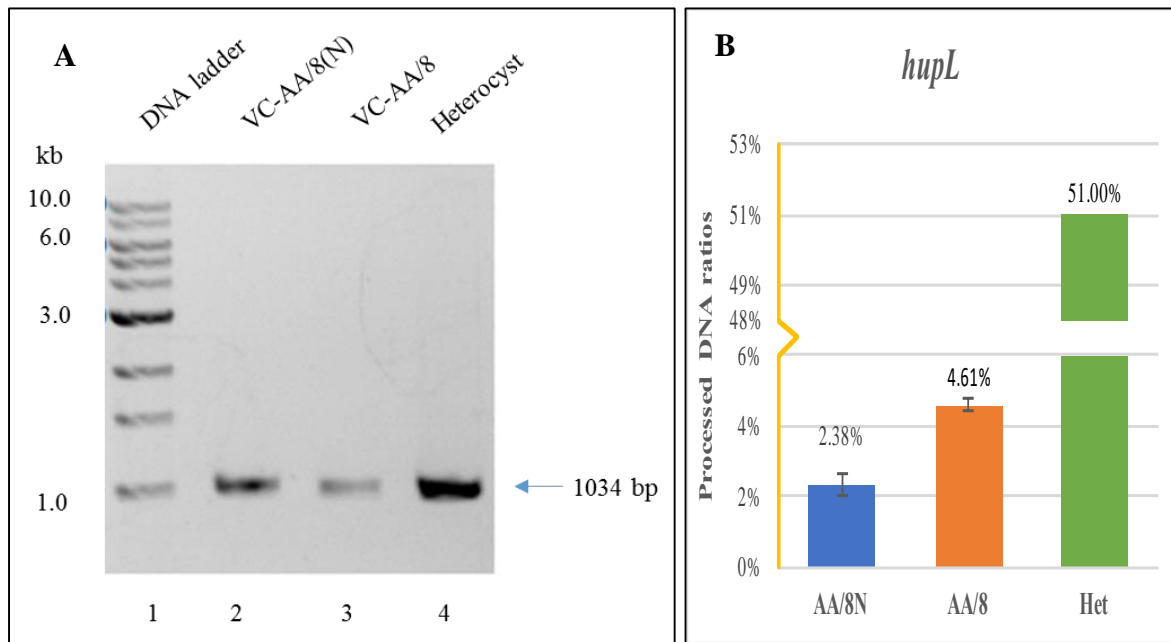 A
DNA ladder
VC-AA/8(N)
VC-AA/8
Heterocyst
kb
10.0
6.0
3.0
1.0
1034 bp
1 2 3 4
B
hupL
Processed DNA ratios
53%
51%
49%
48%
6%
4%
2%
0%
51.00%
4.61%
2.38%
AA/8N AA/8 Het